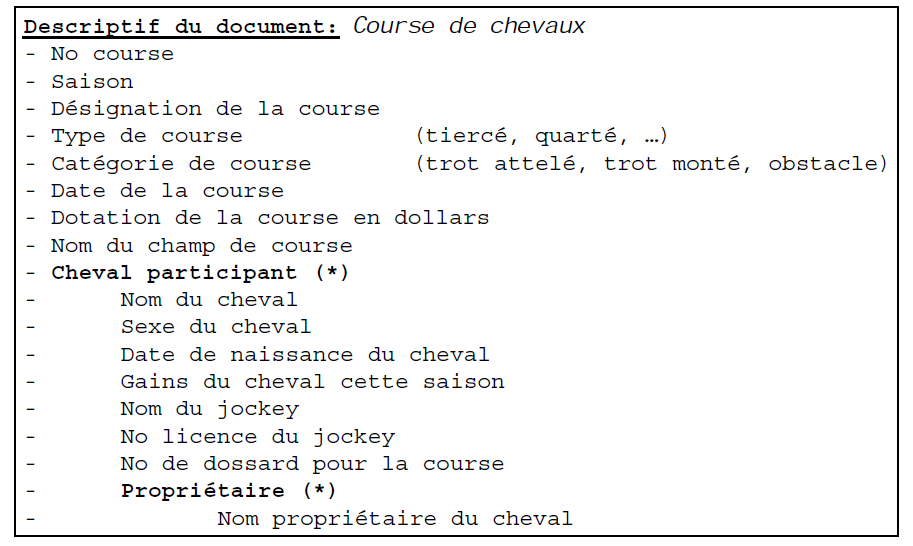 Descriptif du document: Course de chevaux
- No course
- Saison
- Désignation de la course
- Type de course (tiercé, quarté, …)
- Catégorie de course (trot attelé, trot monté, obstacle)
- Date de la course
- Dotation de la course en dollars
- Nom du champ de course
- Cheval participant (*)
- Nom du cheval
- Sexe du cheval
- Date de naissance du cheval
- Gains du cheval cette saison
- Nom du jockey
- No licence du jockey
- No de dossard pour la course
- Propriétaire (*)
- Nom propriétaire du cheval